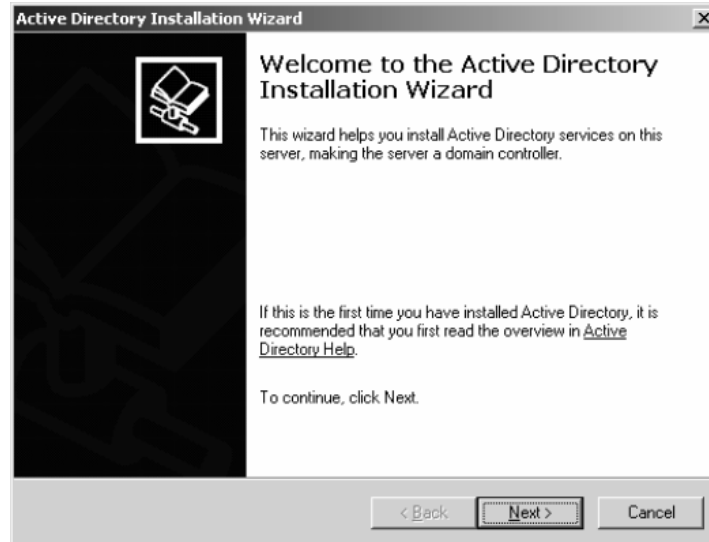 Active Directory Installation Wizard
Welcome to the Active Directory
Installation Wizard
This wizard helps you install Active Directory services on this
server, making the server a domain controller.
If this is the first time you have installed Active Directory, it is
recommended that you first read the overview in Active
Directory Help.
To continue, click Next.
< Back
Next >
Cancel